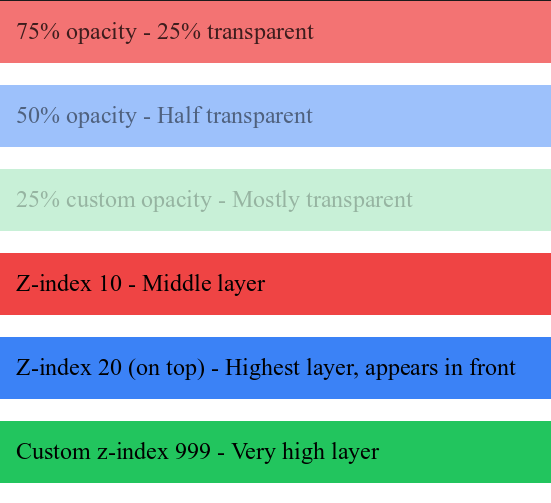 75% opacity - 25% transparent
50% opacity - Half transparent
25% custom opacity - Mostly transparent
Z-index 10 - Middle layer
Z-index 20 (on top) - Highest layer, appears in front
Custom z-index 999 - Very high layer